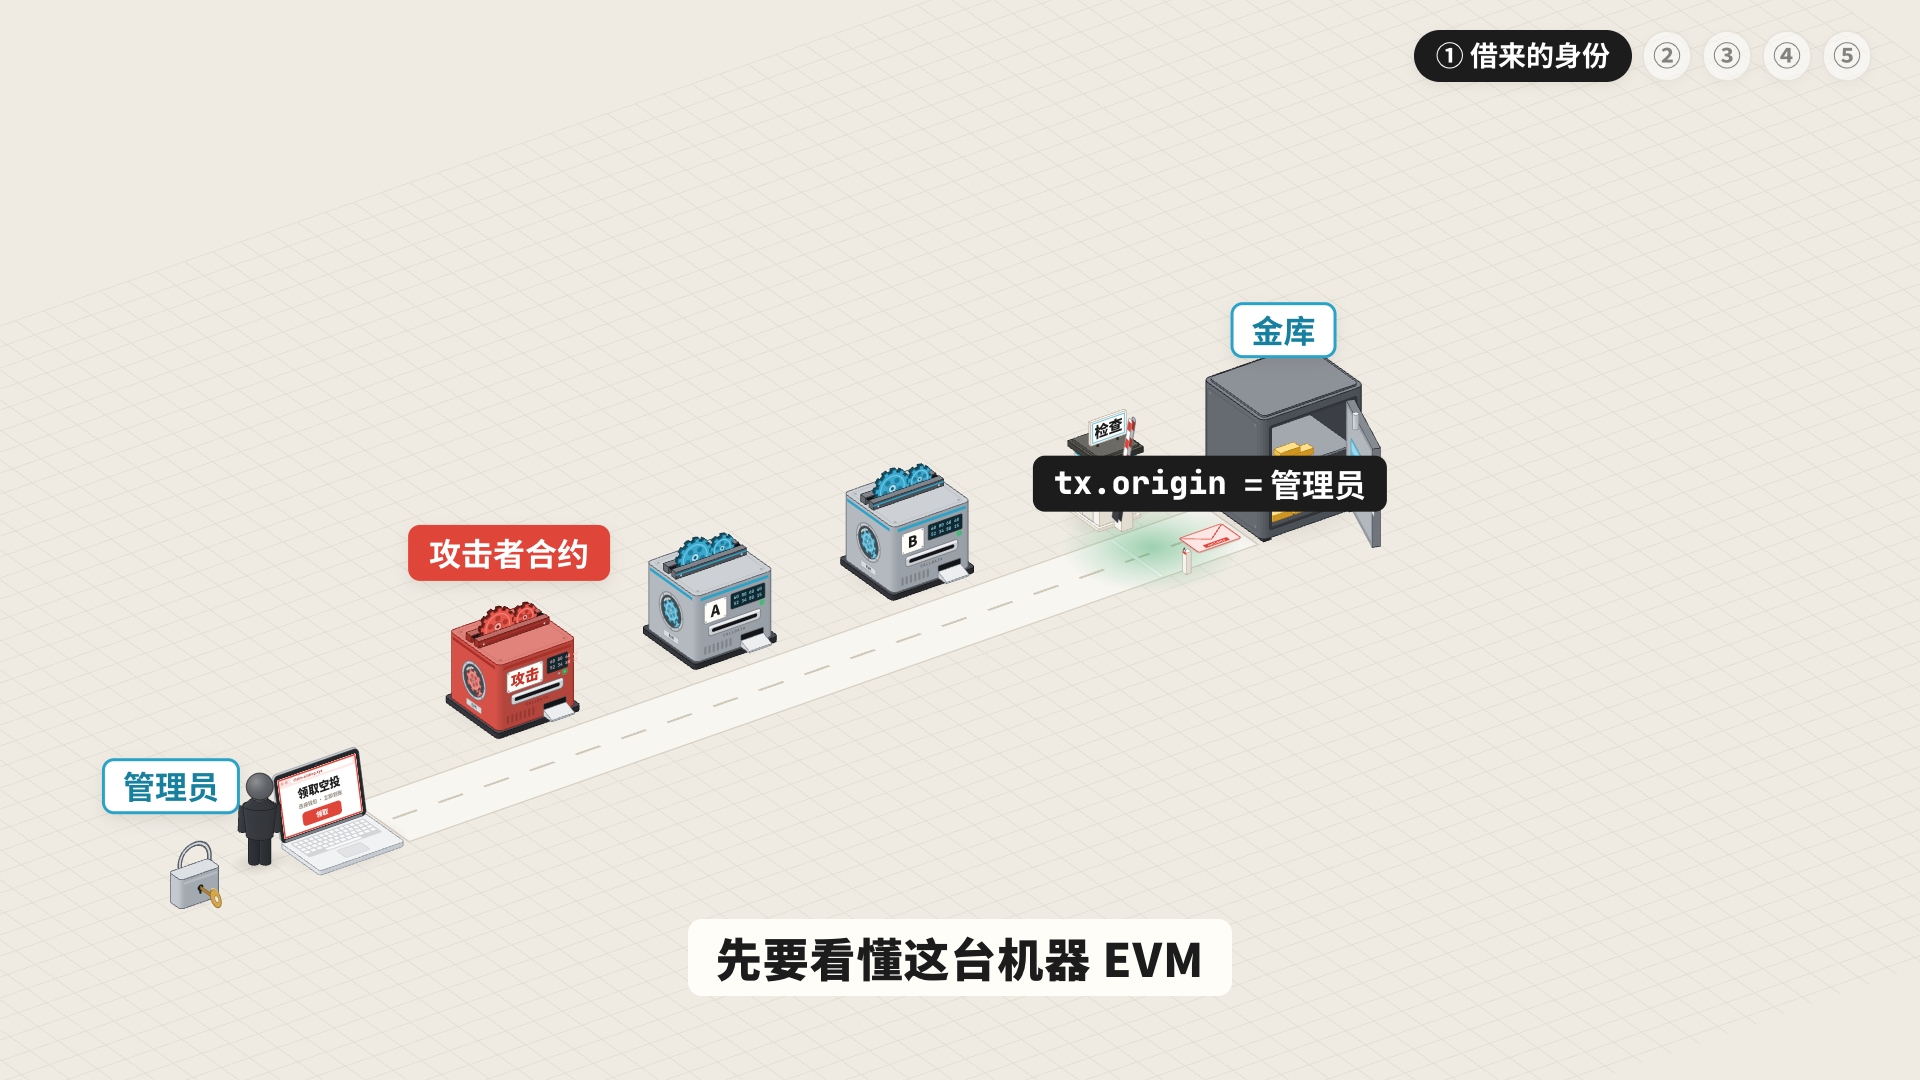 ① 借来的身份 ② ③ ④ ⑤
金库
检查
tx.origin = 管理员
B
攻击者合约
A
攻击
管理员
领取空投
领取
先要看懂这台机器 EVM